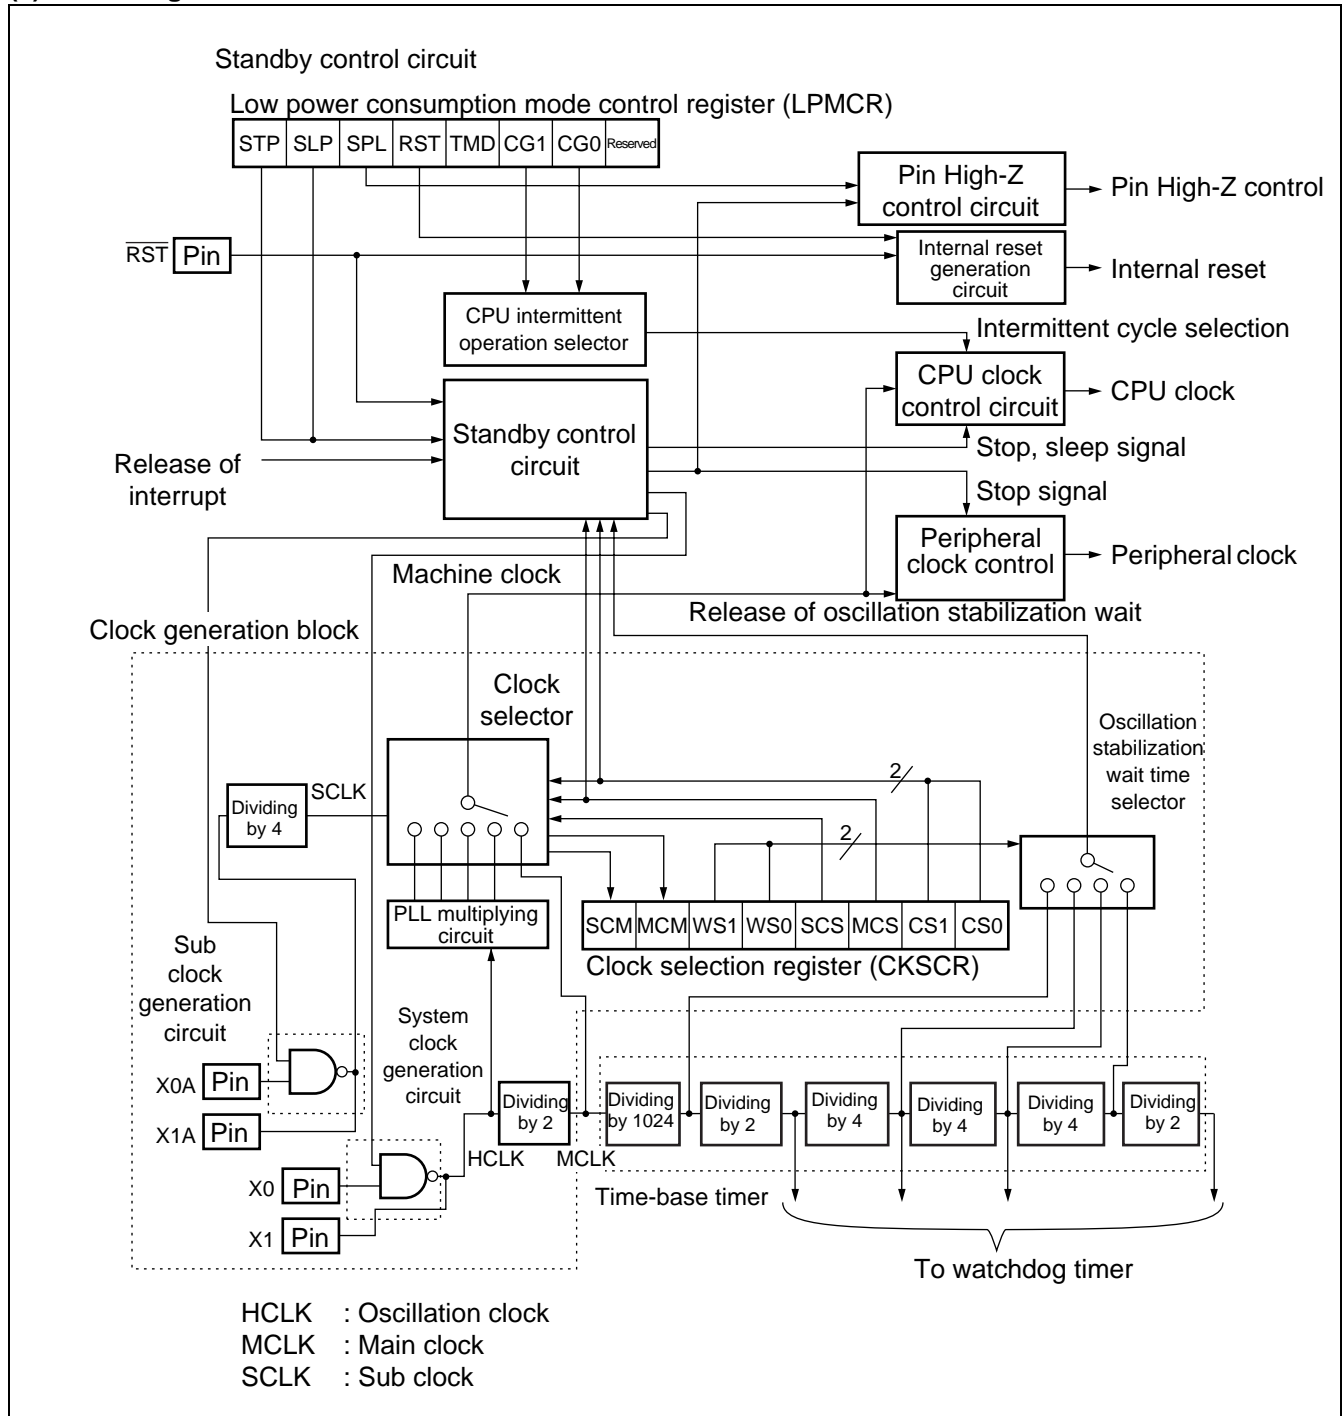 Standby control circuit
Low power consumption mode control register (LPMCR)
STP SLP SPL RST TMD CG1 CG0 Reserved
Pin High-Z
control circuit
Pin High-Z control
RST Pin
Internal reset
generation
circuit
Internal reset
CPU intermittent
operation selector
Intermittent cycle selection
CPU clock
control circuit
CPU clock
Standby control
circuit
Stop, sleep signal
Release of
interrupt
Stop signal
Peripheral
clock control
Peripheral clock
Machine clock
Release of oscillation stabilization wait
Clock generation block
Clock
selector
Oscillation
stabilization
wait time
selector
2
SCLK
Dividing
by 4
2
PLL multiplying
circuit
SCM MCM WS1 WS0 SCS MCS CS1 CS0
Clock selection register (CKSCR)
Sub
clock
generation
circuit
System
clock
generation
circuit
X0A Pin
X1A Pin
Dividing
by 2
Dividing
by 1024
Dividing
by 2
Dividing
by 4
Dividing
by 4
Dividing
by 4
Dividing
by 2
HCLK
MCLK
X0 Pin
X1 Pin
Time-base timer
To watchdog timer
HCLK : Oscillation clock
MCLK : Main clock
SCLK : Sub clock